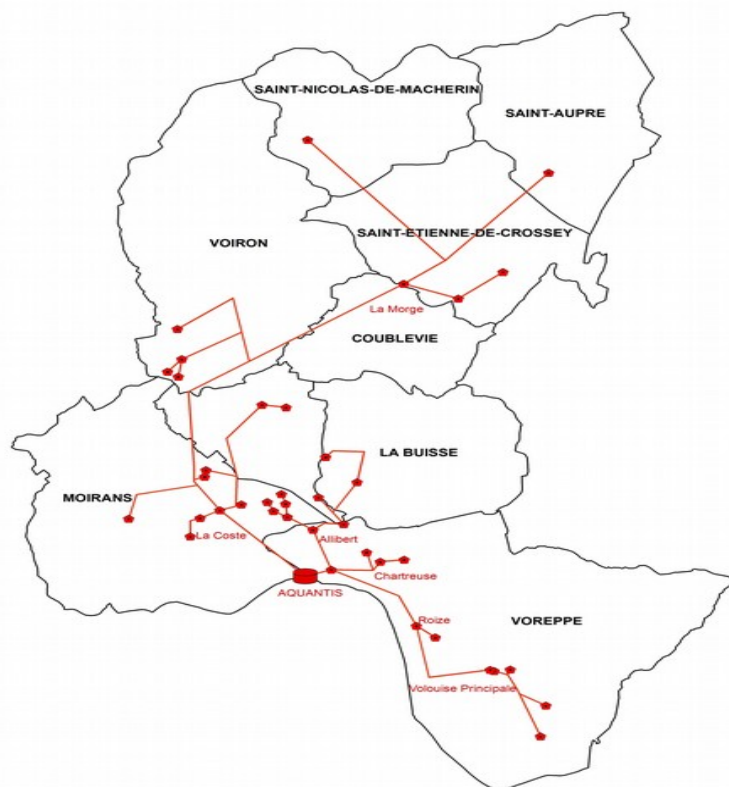 SAINT-NICOLAS-DE-MACHERIN
SAINT-AUPRE
VOIRON
SAINT-ETIENNE-DE-CROSSEY
La Morge
COUBLEVIE
LA BUISSE
MOIRANS
La Coste
Allibert
Chartreuse
AQUANTIS
Roize
VOREPPE
Volouise Principale